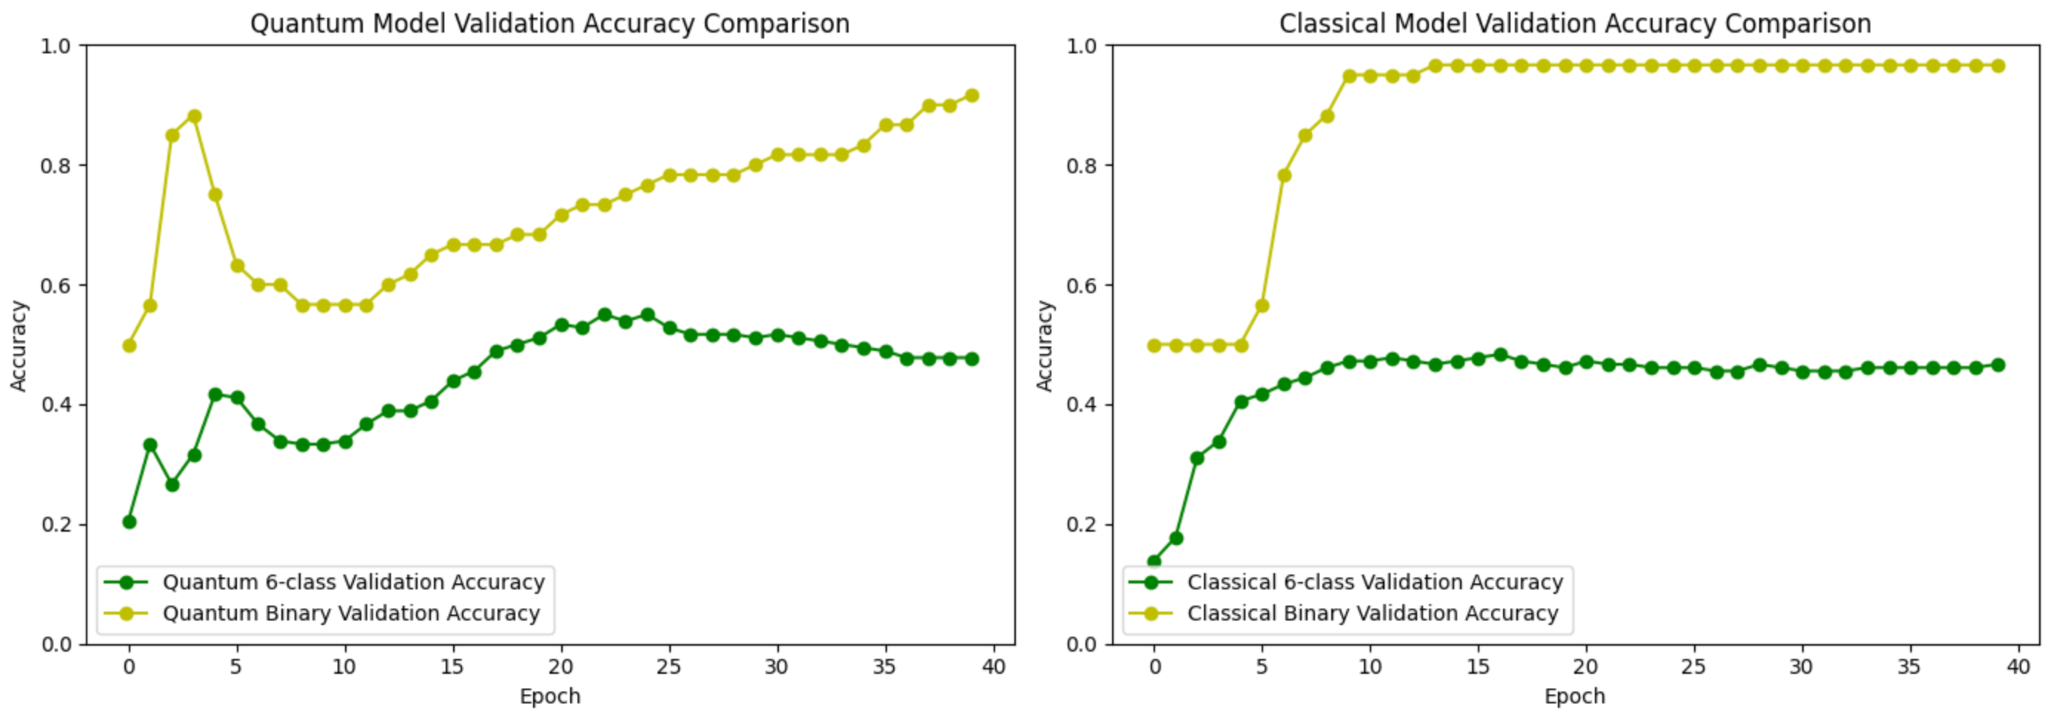 Quantum Model Validation Accuracy Comparison
1.0
0.8
0.6
0.4
0.2
0.0
Accuracy
Quantum 6-class Validation Accuracy
Quantum Binary Validation Accuracy
0 5 10 15 20 25 30 35 40
Epoch
Classical Model Validation Accuracy Comparison
1.0
0.8
0.6
0.4
0.2
0.0
Accuracy
Classical 6-class Validation Accuracy
Classical Binary Validation Accuracy
0 5 10 15 20 25 30 35 40
Epoch